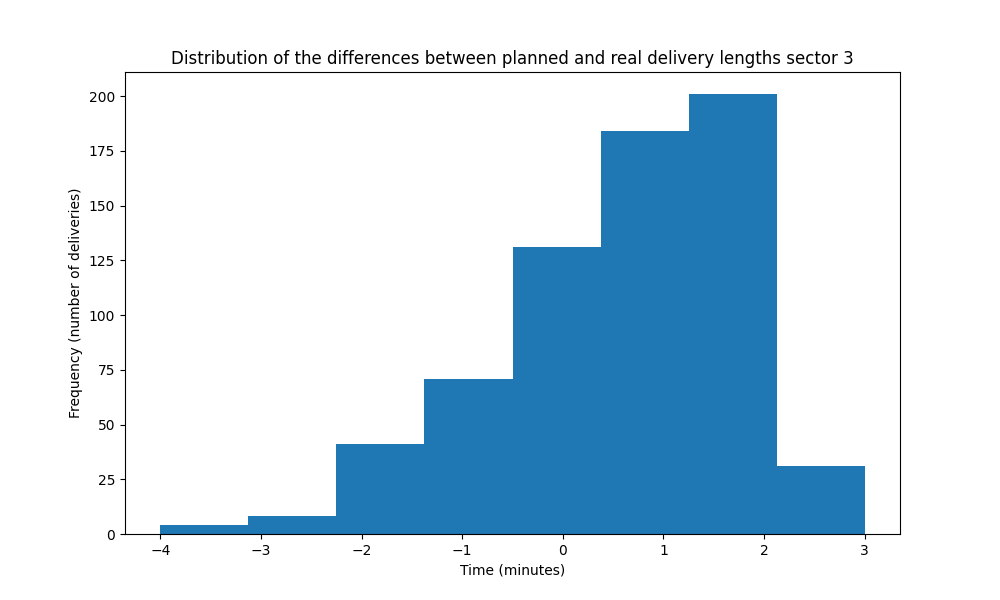 Distribution of the differences between planned and real delivery lengths sector 3
200
175
150
125
100
75
50
25
0
Frequency (number of deliveries)
−4 −3 −2 −1 0 1 2 3
Time (minutes)